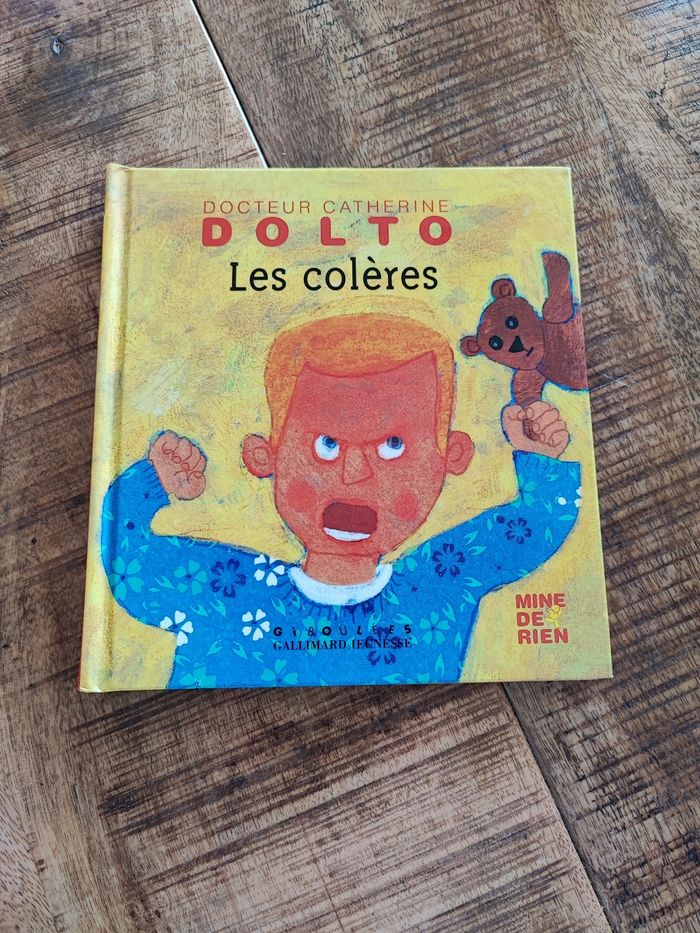 DOCTEUR CATHERINE
DOLTO
Les colères
MINE
DE
RIEN
GIBOULÉES
GALLIMARD JEUNESSE